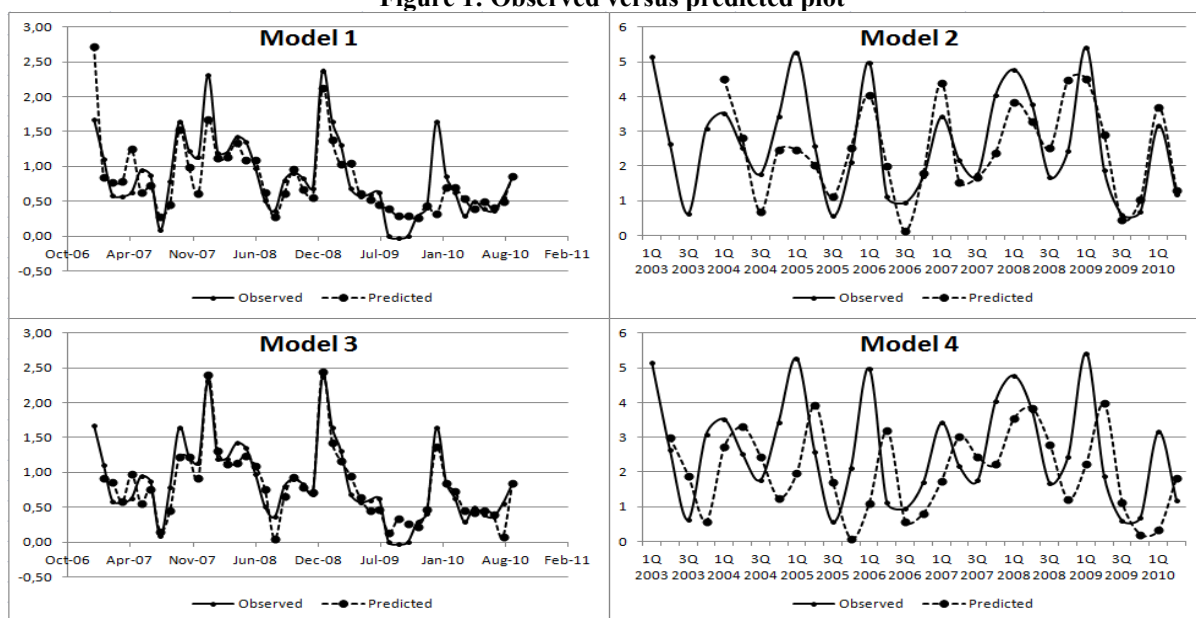 Figure 1: Observed versus predicted plot
Model 1
3,00
2,50
2,00
1,50
1,00
0,50
0,00
-0,50
Oct-06 Apr-07 Nov-07 Jun-08 Dec-08 Jul-09 Jan-10 Aug-10 Feb-11
Observed Predicted
Model 2
6
5
4
3
2
1
0
1Q 3Q 1Q 3Q 1Q 3Q 1Q 3Q 1Q 3Q 1Q 3Q 1Q 3Q 1Q
2003 2003 2004 2004 2005 2005 2006 2006 2007 2007 2008 2008 2009 2009 2010
Observed Predicted
Model 3
3,00
2,50
2,00
1,50
1,00
0,50
0,00
-0,50
Oct-06 Apr-07 Nov-07 Jun-08 Dec-08 Jul-09 Jan-10 Aug-10 Feb-11
Observed Predicted
Model 4
6
5
4
3
2
1
0
1Q 3Q 1Q 3Q 1Q 3Q 1Q 3Q 1Q 3Q 1Q 3Q 1Q 3Q 1Q
2003 2003 2004 2004 2005 2005 2006 2006 2007 2007 2008 2008 2009 2009 2010
Observed Predicted